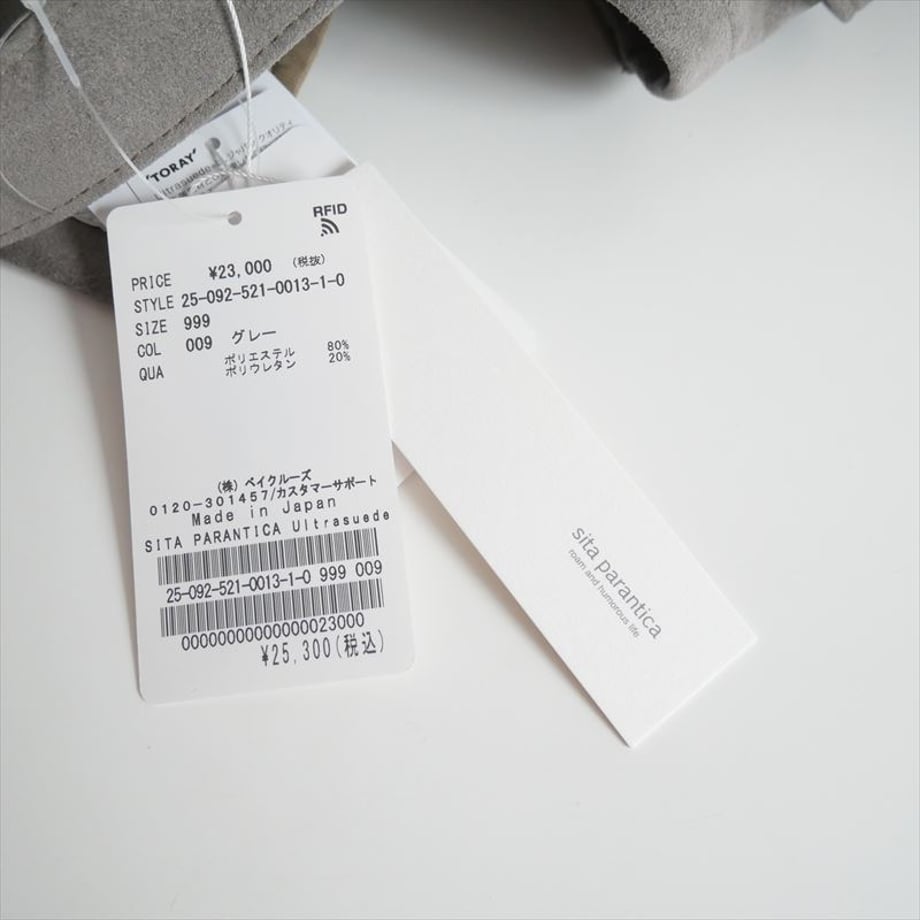 'TORAY'
RFID
PRICE ¥23,000 (税抜)
STYLE 25-092-521-0013-1-0
SIZE 999
COL 009 グレー
QUA ポリエステル 80%
ポリウレタン 20%
(株) ベイクルーズ
0120-301457/カスタマーサポート
Made in Japan
SITA PARANTICA Ultrasuede
25-092-521-0013-1-0 999 009
00000000000000023000
¥25,300(税込)
sita parantica
roam and humorous life